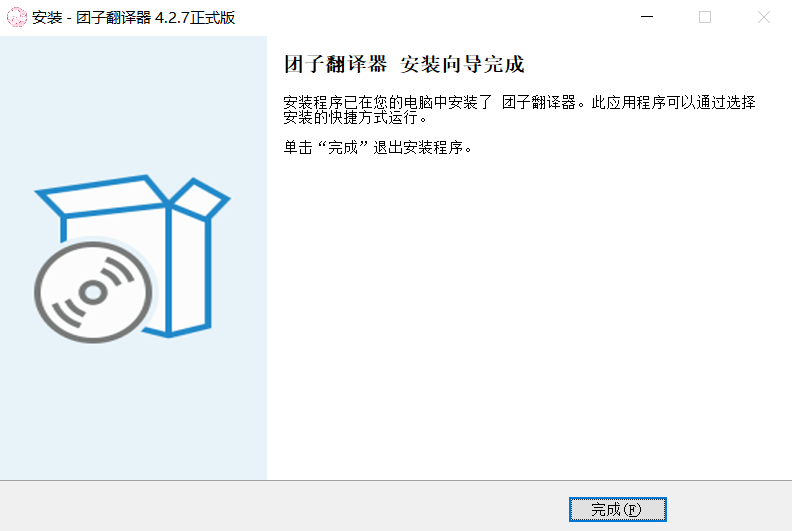 安装 - 团子翻译器 4.2.7正式版
团子翻译器 安装向导完成
安装程序已在您的电脑中安装了 团子翻译器。此应用程序可以通过选择
安装的快捷方式运行。
单击“完成”退出安装程序。
完成(F)